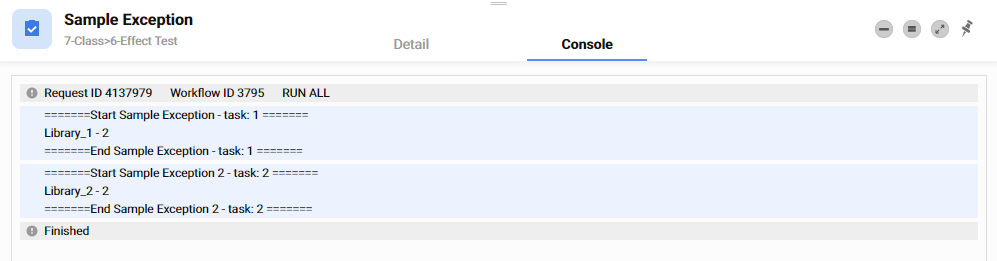 Sample Exception
7-Class>6-Effect Test
Detail
Console
Request ID 4137979 Workflow ID 3795 RUN ALL
=======Start Sample Exception - task: 1 =======
Library_1 - 2
=======End Sample Exception - task: 1 =======
=======Start Sample Exception 2 - task: 2 =======
Library_2 - 2
=======End Sample Exception 2 - task: 2 =======
Finished